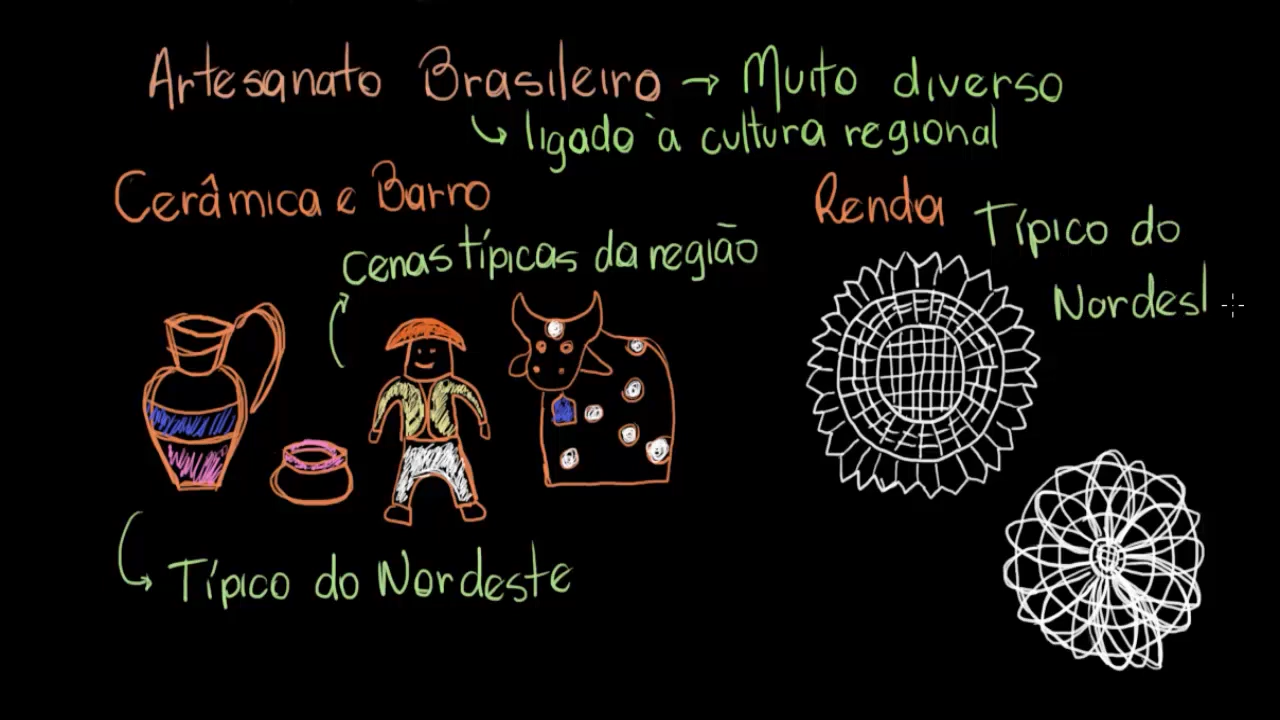 Artesanato Brasileiro → Muito diverso
↳ ligado à cultura regional
Cerâmica e Barro
cenas típicas da região
Típico do Nordeste
Renda
Típico do
Nordes